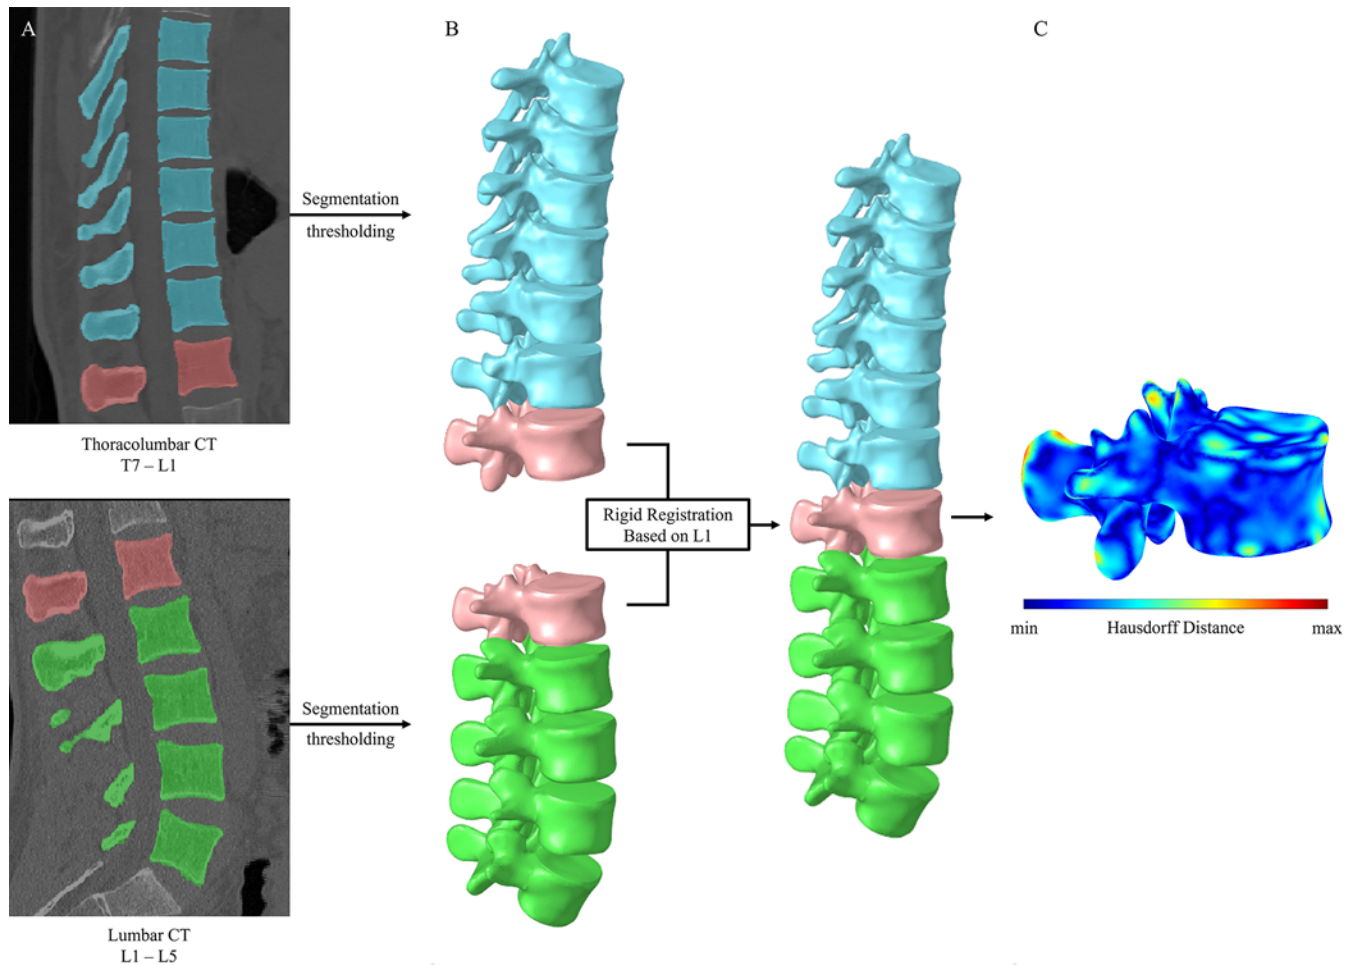 A
B
C
Segmentation
thresholding
Thoracolumbar CT
T7 – L1
Rigid Registration
Based on L1
min Hausdorff Distance max
Segmentation
thresholding
Lumbar CT
L1 – L5